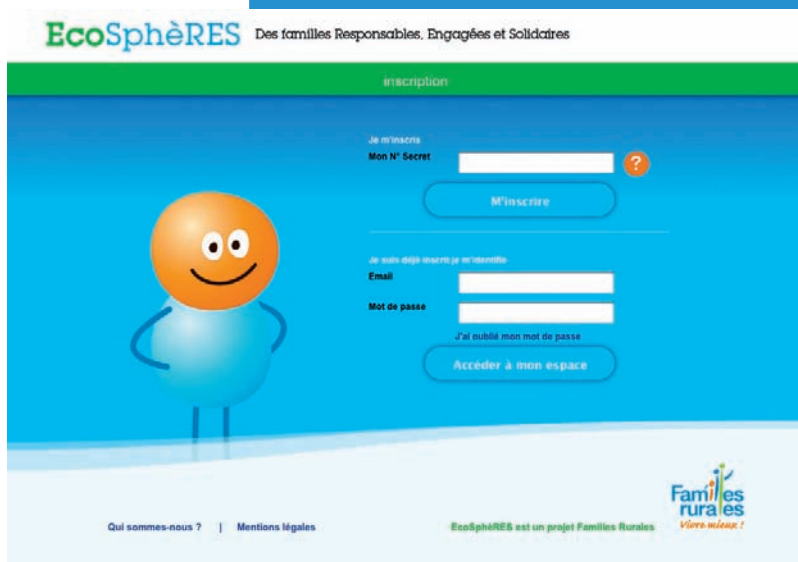 EcoSphèRES Des familles Responsables, Engagées et Solidaires
inscription
Je m'inscris
Mon N° Secret
?
M'inscrire
Je suis déjà inscrit je m'identifie
Email
Mot de passe
J'ai oublié mon mot de passe
Accéder à mon espace
Familles
rurales
Vivre mieux !
Qui sommes-nous ? | Mentions légales
EcoSphèRES est un projet Familles Rurales